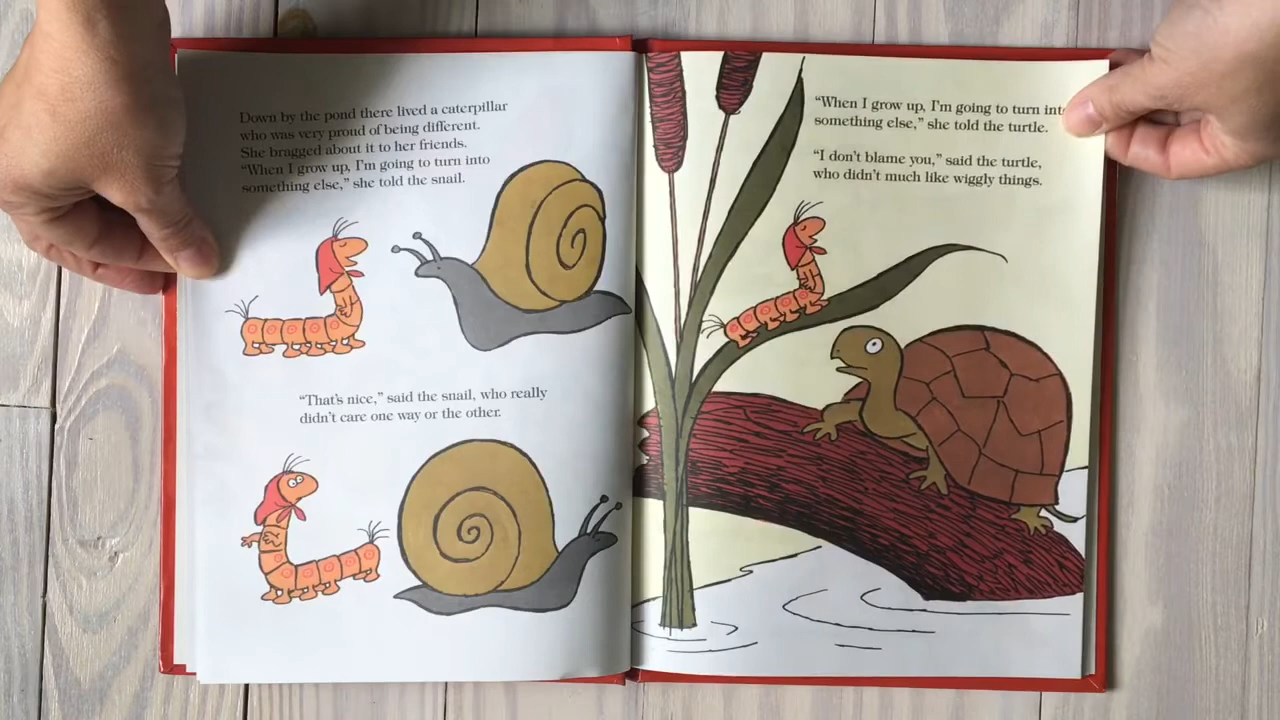 Down by the pond there lived a caterpillar
who was very proud of being different.
She bragged about it to her friends.
“When I grow up, I’m going to turn into
something else,” she told the snail.
“That’s nice,” said the snail, who really
didn’t care one way or the other.
“When I grow up, I’m going to turn int
something else,” she told the turtle.
“I don’t blame you,” said the turtle,
who didn’t much like wiggly things.